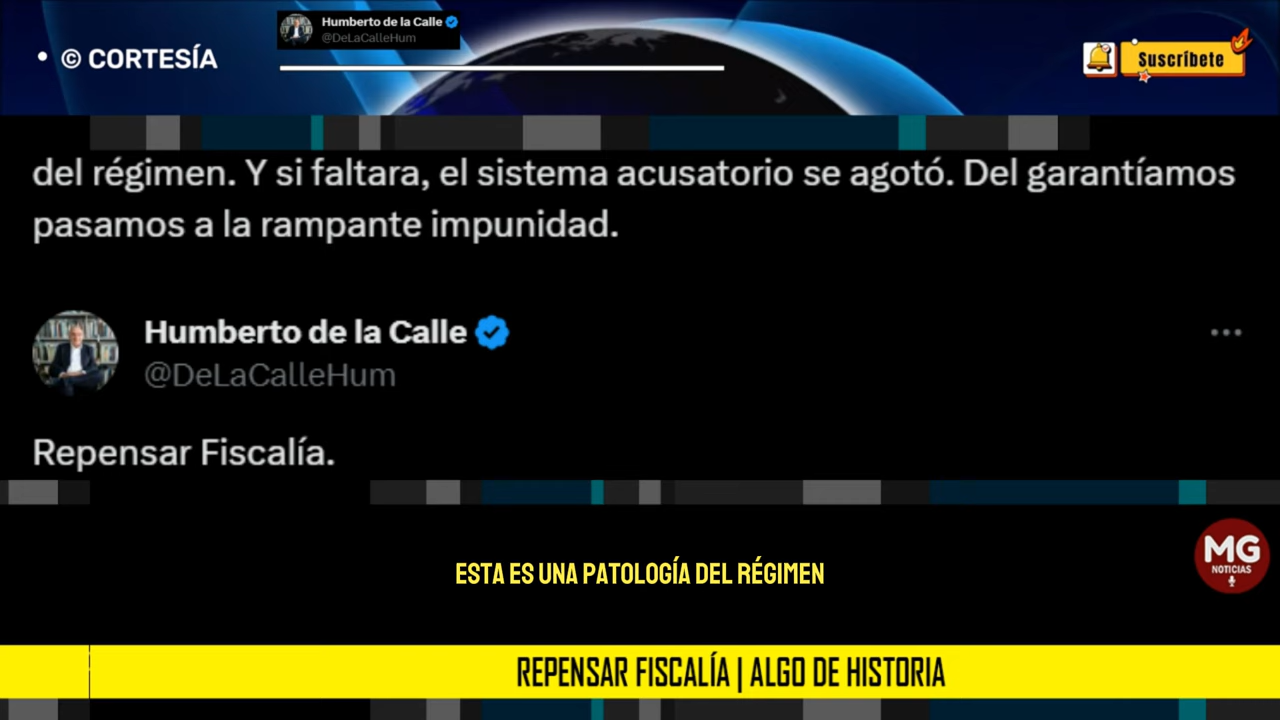 Humberto de la Calle
@DeLaCalleHum
• © CORTESÍA
Suscríbete
del régimen. Y si faltara, el sistema acusatorio se agotó. Del garantíamos
pasamos a la rampante impunidad.
Humberto de la Calle
@DeLaCalleHum
Repensar Fiscalía.
ESTA ES UNA PATOLOGÍA DEL RÉGIMEN
MG
NOTICIAS
REPENSAR FISCALÍA | ALGO DE HISTORIA